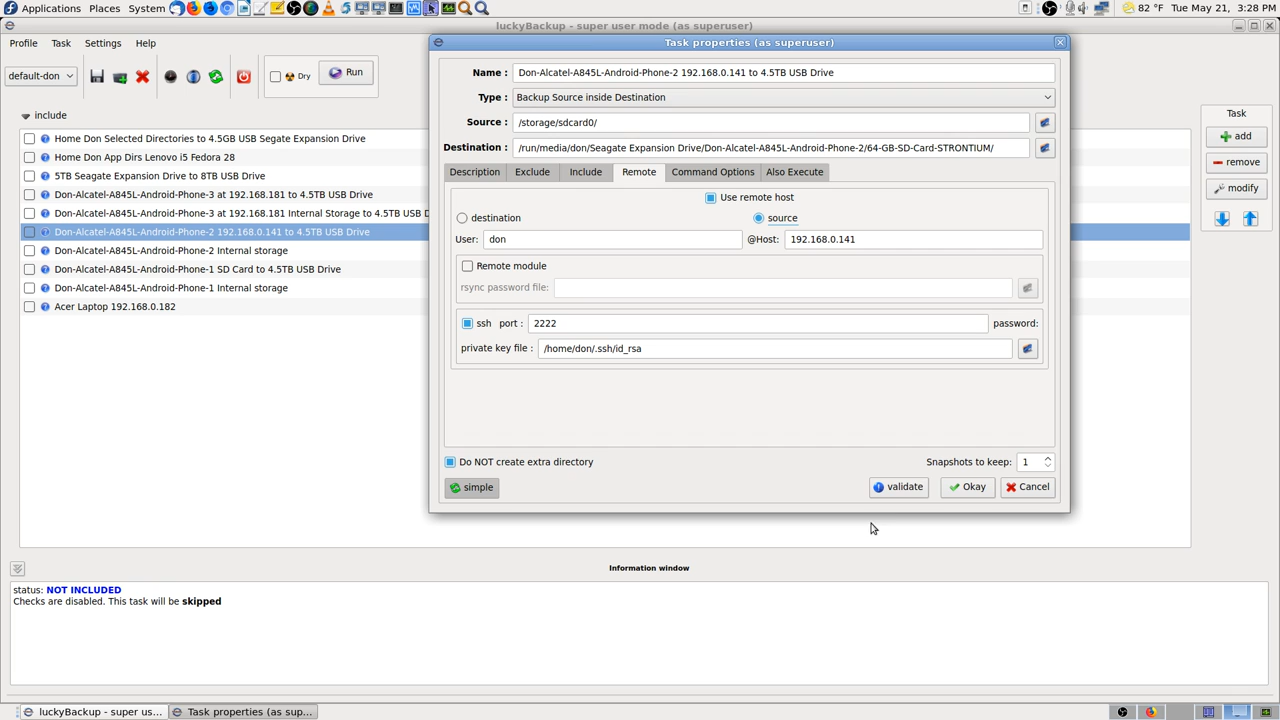 Applications Places System 82 °F Tue May 21, 3:28 PM
luckyBackup - super user mode (as superuser)
Profile Task Settings Help
default-don Dry Run
include
Home Don Selected Directories to 4.5GB USB Segate Expansion Drive
Home Don App Dirs Lenovo i5 Fedora 28
5TB Seagate Expansion Drive to 8TB USB Drive
Don-Alcatel-A845L-Android-Phone-3 at 192.168.181 to 4.5TB USB Drive
Don-Alcatel-A845L-Android-Phone-3 at 192.168.181 Internal Storage to 4.5TB USB D
Don-Alcatel-A845L-Android-Phone-2 192.168.0.141 to 4.5TB USB Drive
Don-Alcatel-A845L-Android-Phone-2 Internal storage
Don-Alcatel-A845L-Android-Phone-1 SD Card to 4.5TB USB Drive
Don-Alcatel-A845L-Android-Phone-1 Internal storage
Acer Laptop 192.168.0.182
Task properties (as superuser)
Name : Don-Alcatel-A845L-Android-Phone-2 192.168.0.141 to 4.5TB USB Drive
Type : Backup Source inside Destination
Source : /storage/sdcard0/
Destination : /run/media/don/Seagate Expansion Drive/Don-Alcatel-A845L-Android-Phone-2/64-GB-SD-Card-STRONTIUM/
Description Exclude Include Remote Command Options Also Execute
Use remote host
destination source
User: don @Host: 192.168.0.141
Remote module
rsync password file:
ssh port : 2222 password:
private key file : /home/don/.ssh/id_rsa
Do NOT create extra directory Snapshots to keep: 1
simple validate Okay Cancel
Task
add
remove
modify
Information window
status: NOT INCLUDED
Checks are disabled. This task will be skipped
luckyBackup - super us... Task properties (as sup...